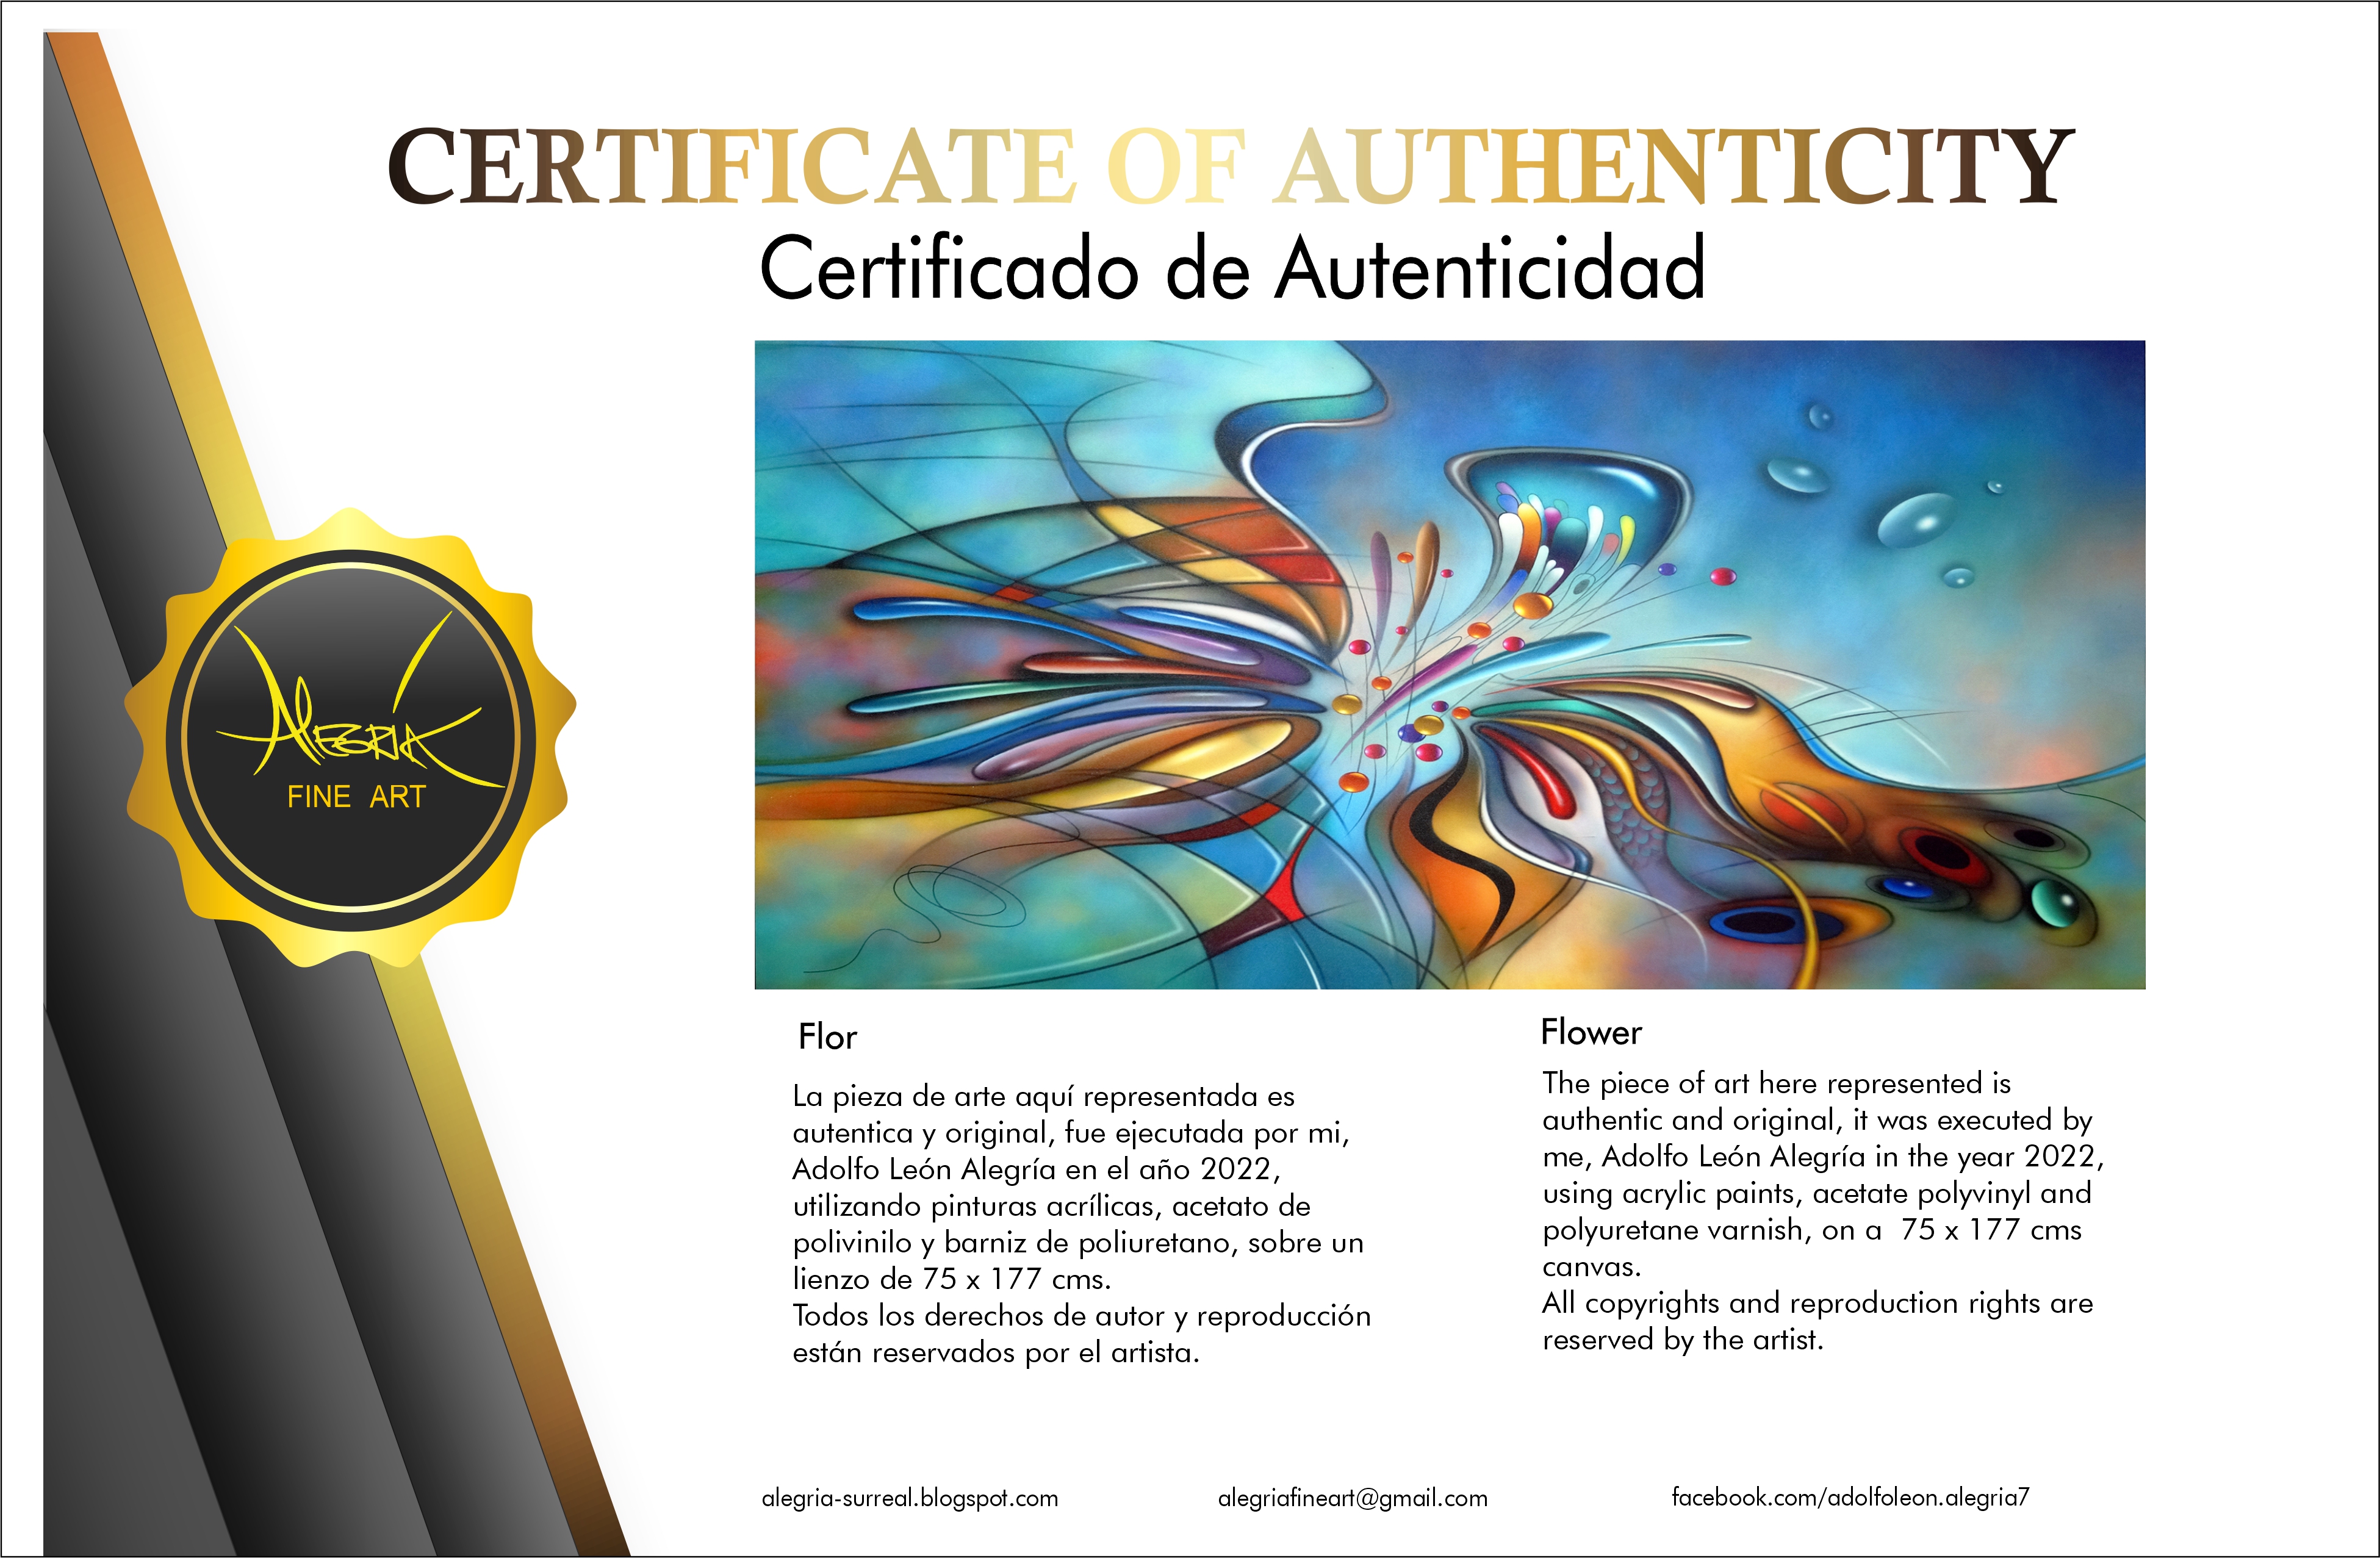 CERTIFICATE OF AUTHENTICITY
Certificado de Autenticidad
Alegria
FINE ART
Flor
La pieza de arte aquí representada es
autentica y original, fue ejecutada por mi,
Adolfo León Alegría en el año 2022,
utilizando pinturas acrílicas, acetato de
polivinilo y barniz de poliuretano, sobre un
lienzo de 75 x 177 cms.
Todos los derechos de autor y reproducción
están reservados por el artista.
Flower
The piece of art here represented is
authentic and original, it was executed by
me, Adolfo León Alegría in the year 2022,
using acrylic paints, acetate polyvinyl and
polyuretane varnish, on a 75 x 177 cms
canvas.
All copyrights and reproduction rights are
reserved by the artist.
alegria-surreal.blogspot.com
alegriafineart@gmail.com
facebook.com/adolfoleon.alegria7